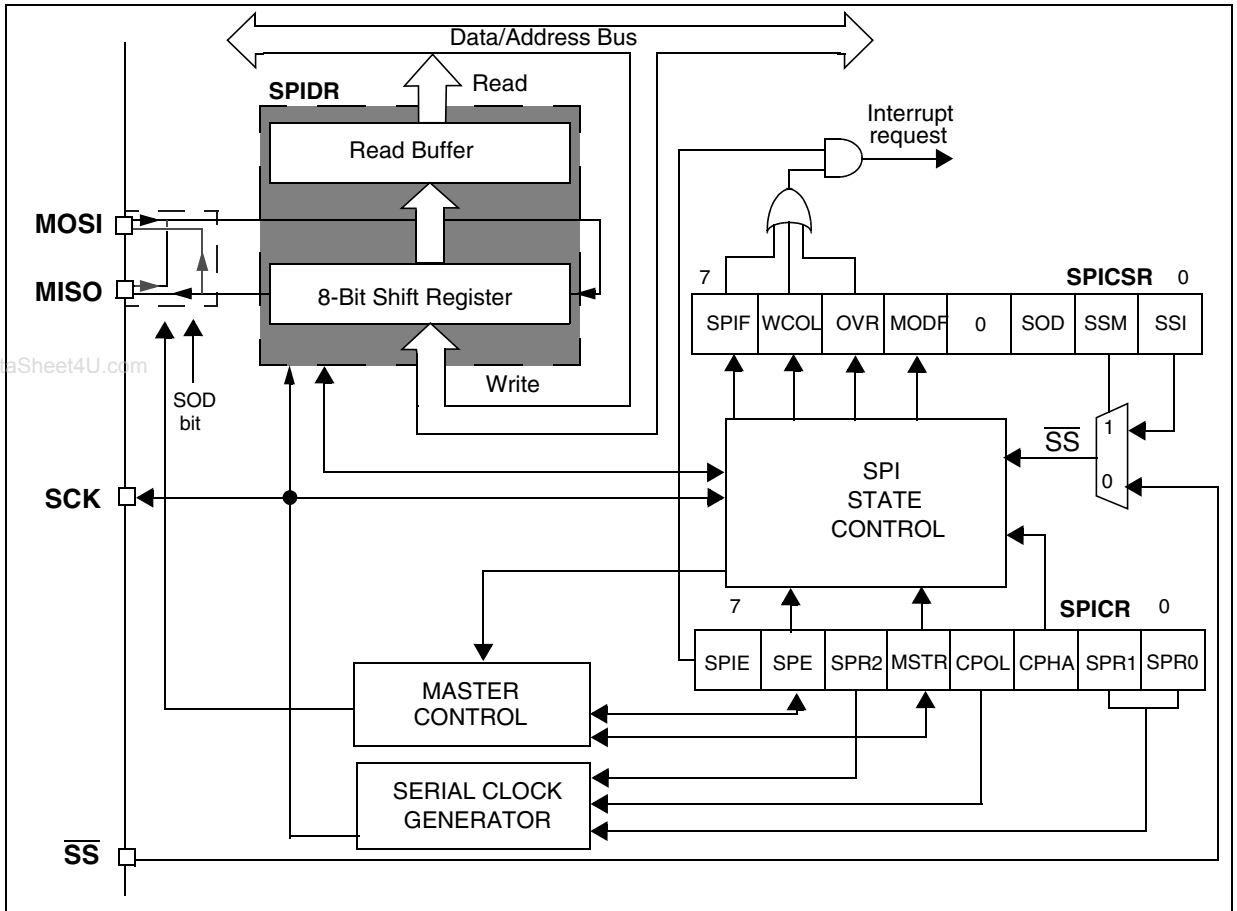 Data/Address Bus
SPIDR
Read
Read Buffer
Interrupt
request
MOSI
MISO
8-Bit Shift Register
7
SPICSR 0
SPIF WCOL OVR MODF 0 SOD SSM SSI
aSheet4U.com
Write
SOD
bit
SS
1
0
SCK
SPI
STATE
CONTROL
7
SPICR 0
SPIE SPE SPR2 MSTR CPOL CPHA SPR1 SPR0
MASTER
CONTROL
SERIAL CLOCK
GENERATOR
SS